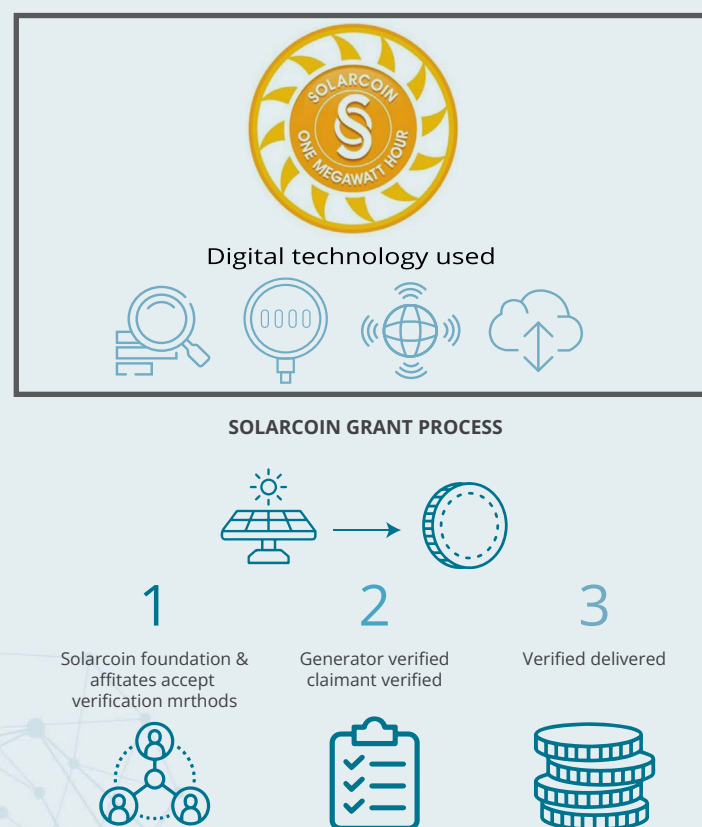 SOLARCOIN
ONE MEGAWATT HOUR
Digital technology used
0000
SOLARCOIN GRANT PROCESS
1
2
3
Solarcoin foundation &
affitates accept
verification mrthods
Generator verified
claimant verified
Verified delivered